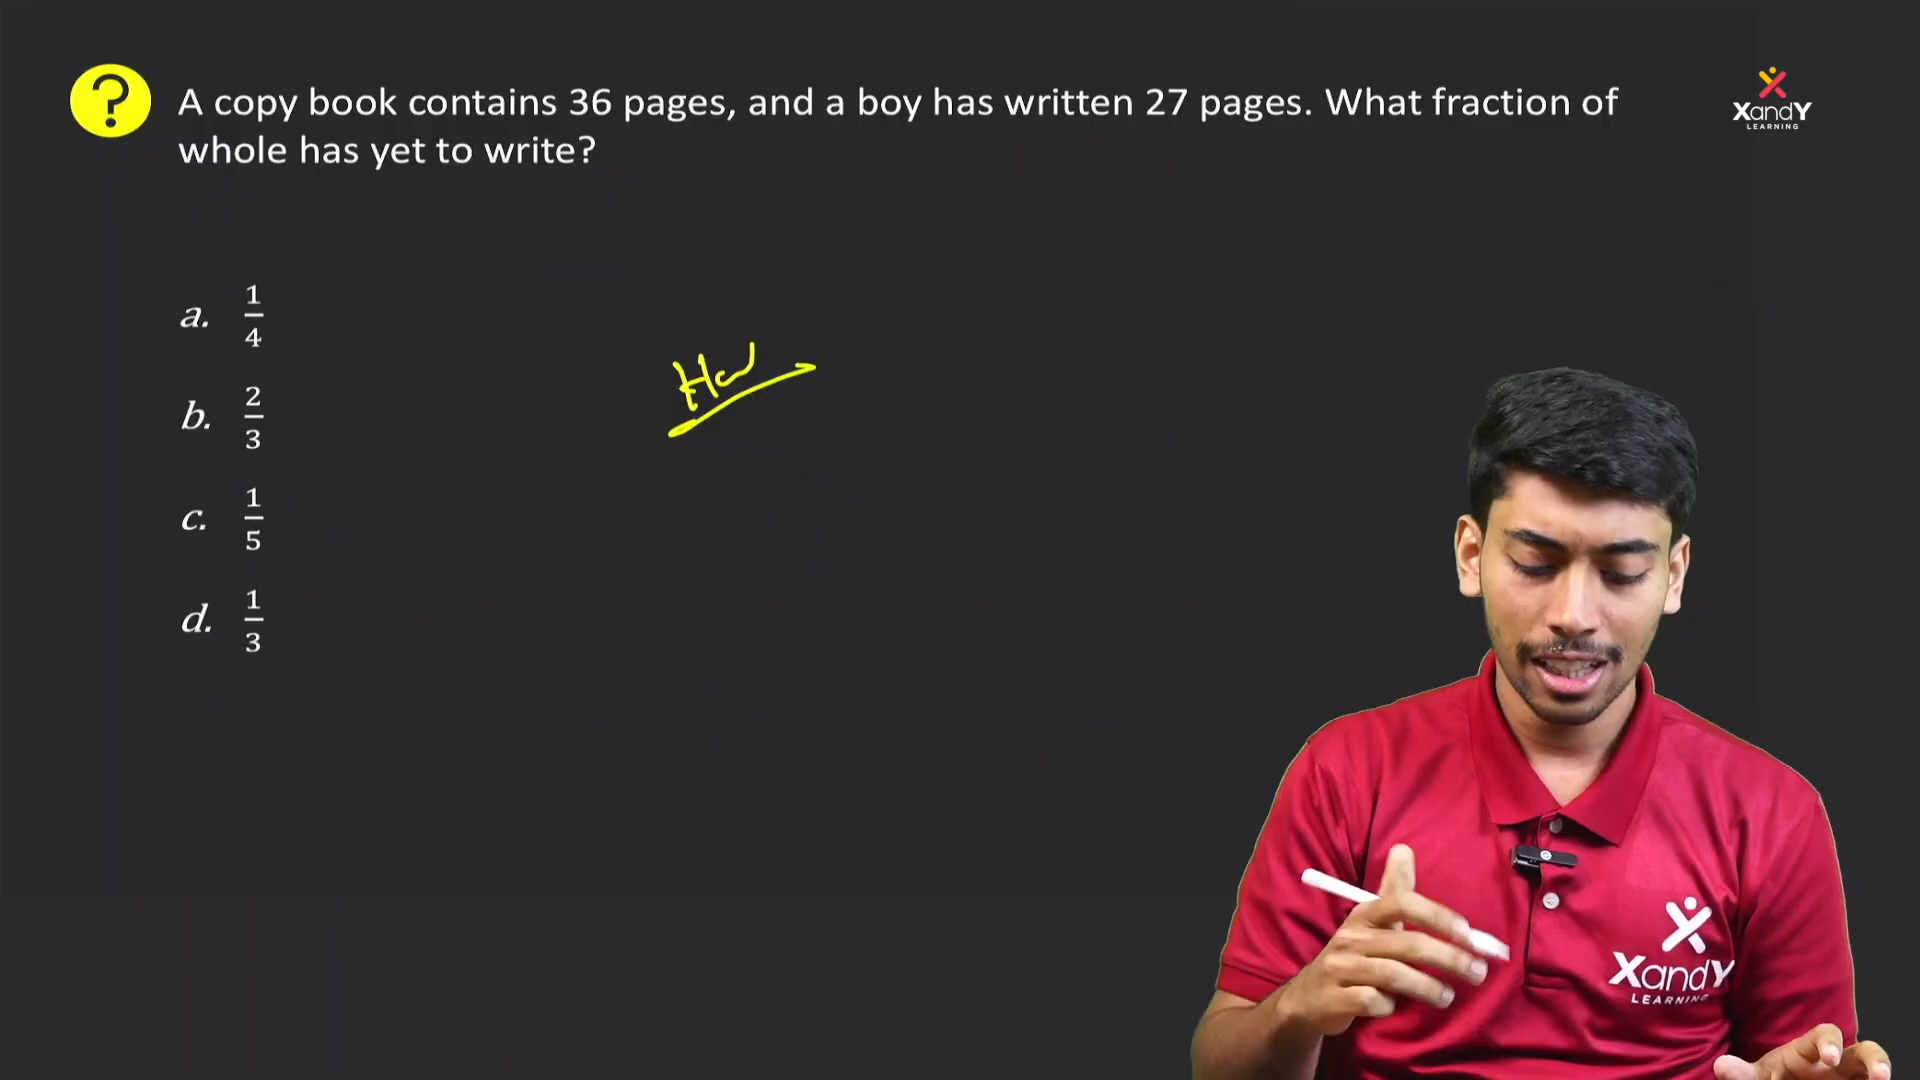 ? A copy book contains 36 pages, and a boy has written 27 pages. What fraction of
whole has yet to write?
XandY
LEARNING
a. 1/4
b. 2/3
c. 1/5
d. 1/3
Hw
XandY
LEARNING